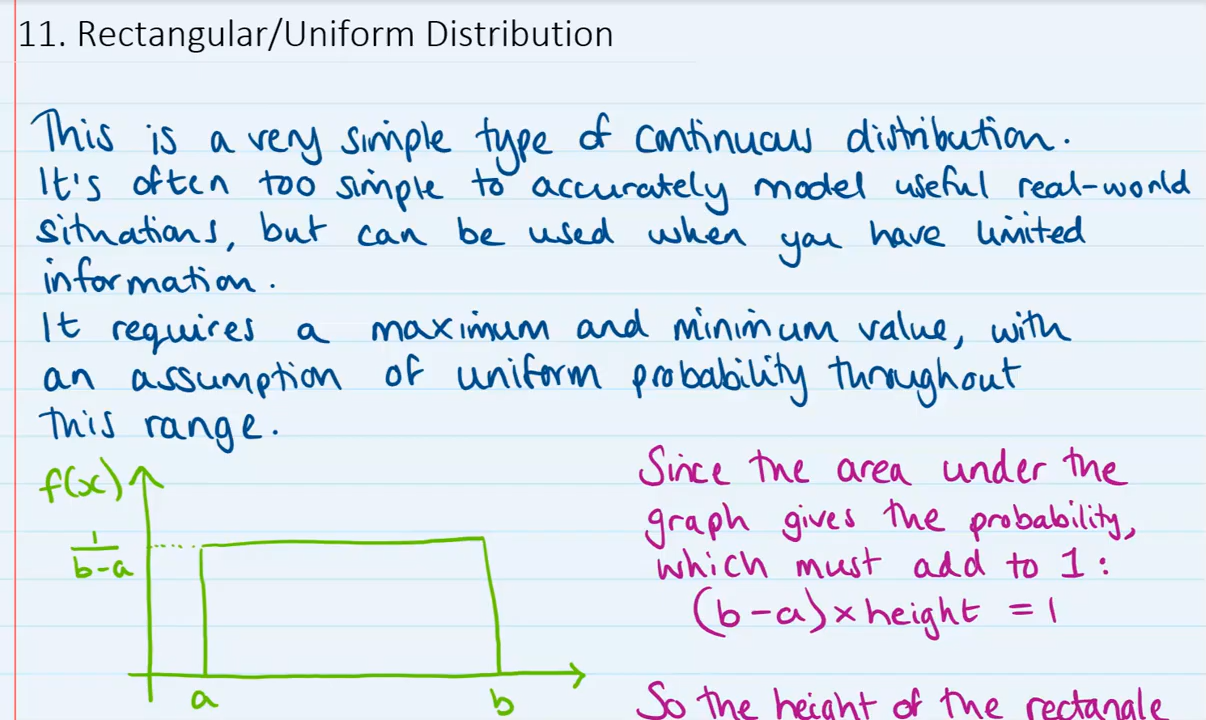 11. Rectangular/Uniform Distribution
This is a very simple type of continuous distribution.
It's often too simple to accurately model useful real-world
situations, but can be used when you have limited
information.
It requires a maximum and minimum value, with
an assumption of uniform probability throughout
this range.
f(x)
1/(b-a)
a
b
Since the area under the
graph gives the probability,
which must add to 1:
(b-a)×height = 1
So the height of the rectangle